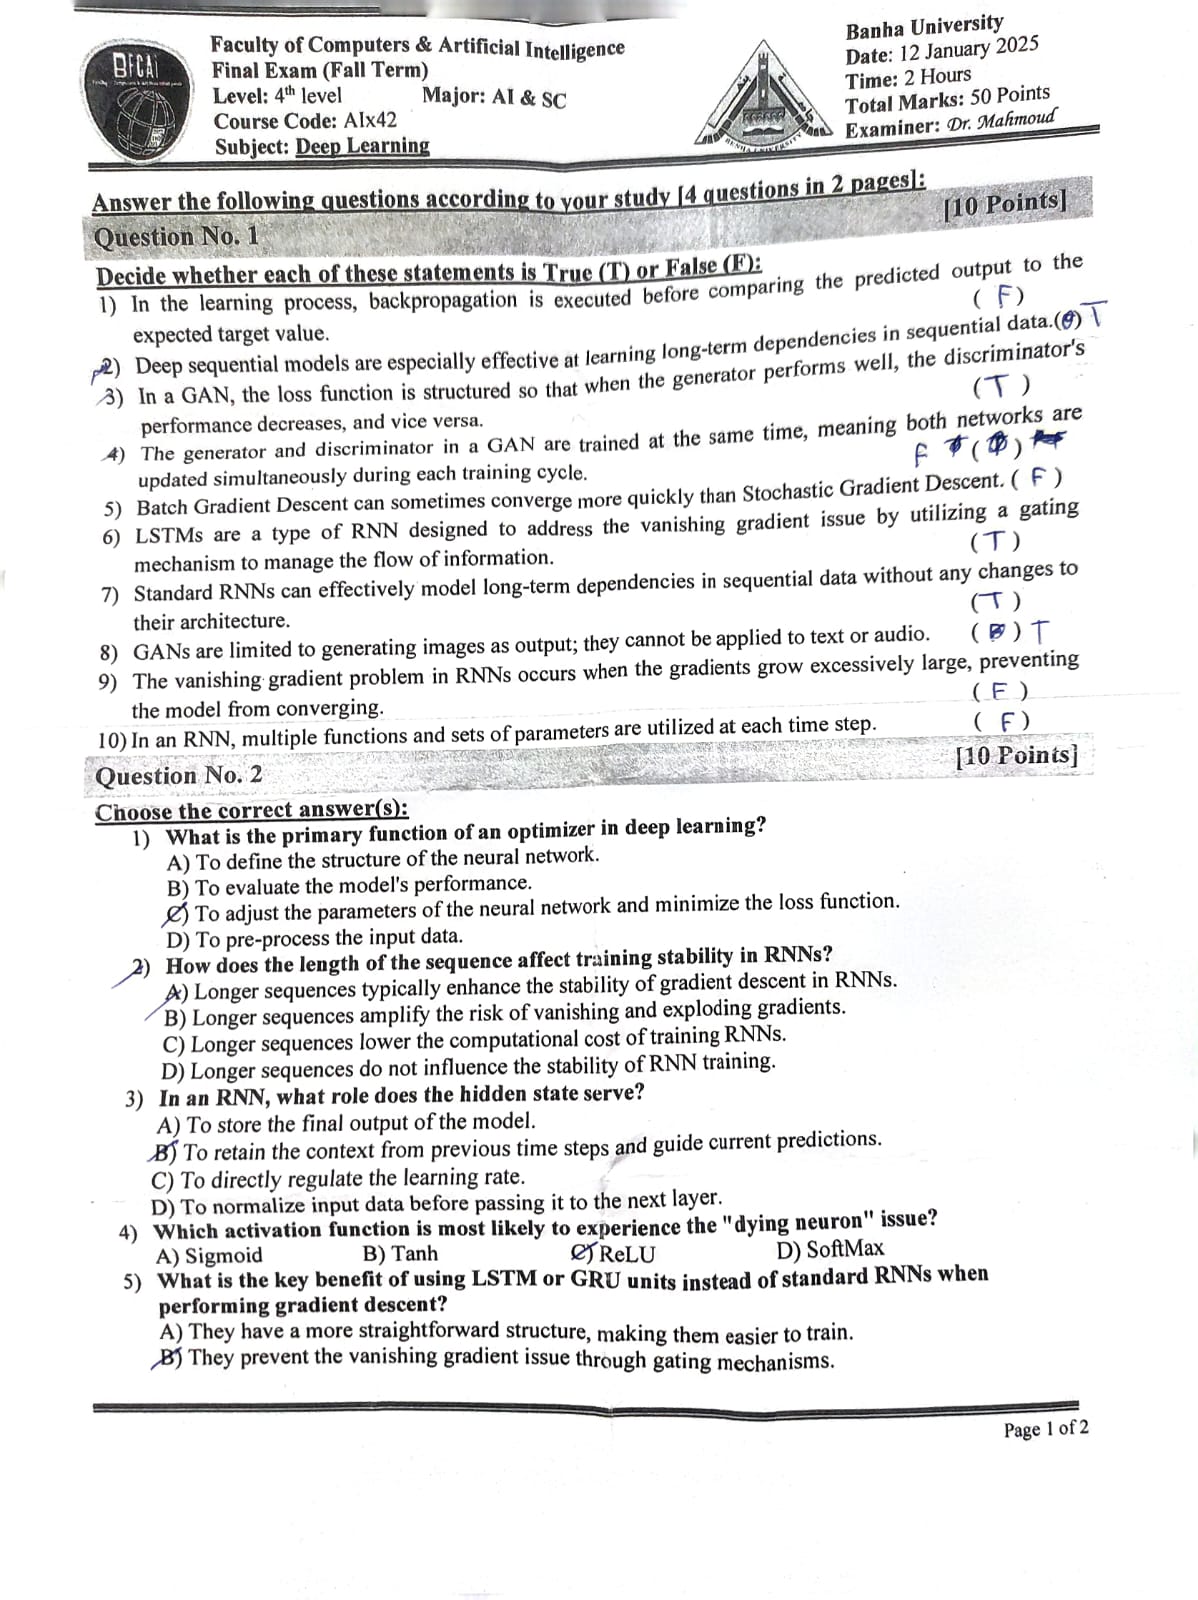 BFCAI
Faculty of Computers & Artificial Intelligence
Final Exam (Fall Term)
Level: 4th level Major: AI & SC
Course Code: AIx42
Subject: Deep Learning
Banha University
Date: 12 January 2025
Time: 2 Hours
Total Marks: 50 Points
Examiner: Dr. Mahmoud
BENHA UNIVERSITY
Answer the following questions according to your study [4 questions in 2 pages]:
Question No. 1 [10 Points]
Decide whether each of these statements is True (T) or False (F):
1) In the learning process, backpropagation is executed before comparing the predicted output to the
expected target value. ( F )
2) Deep sequential models are especially effective at learning long-term dependencies in sequential data.( ) T
3) In a GAN, the loss function is structured so that when the generator performs well, the discriminator's
performance decreases, and vice versa. ( T )
4) The generator and discriminator in a GAN are trained at the same time, meaning both networks are
updated simultaneously during each training cycle. F ( )
5) Batch Gradient Descent can sometimes converge more quickly than Stochastic Gradient Descent. ( F )
6) LSTMs are a type of RNN designed to address the vanishing gradient issue by utilizing a gating
mechanism to manage the flow of information. ( T )
7) Standard RNNs can effectively model long-term dependencies in sequential data without any changes to
their architecture. ( T )
8) GANs are limited to generating images as output; they cannot be applied to text or audio. ( ) T
9) The vanishing gradient problem in RNNs occurs when the gradients grow excessively large, preventing
the model from converging. ( F )
10) In an RNN, multiple functions and sets of parameters are utilized at each time step. ( F )
Question No. 2 [10 Points]
Choose the correct answer(s):
1) What is the primary function of an optimizer in deep learning?
A) To define the structure of the neural network.
B) To evaluate the model's performance.
C) To adjust the parameters of the neural network and minimize the loss function.
D) To pre-process the input data.
2) How does the length of the sequence affect training stability in RNNs?
A) Longer sequences typically enhance the stability of gradient descent in RNNs.
B) Longer sequences amplify the risk of vanishing and exploding gradients.
C) Longer sequences lower the computational cost of training RNNs.
D) Longer sequences do not influence the stability of RNN training.
3) In an RNN, what role does the hidden state serve?
A) To store the final output of the model.
B) To retain the context from previous time steps and guide current predictions.
C) To directly regulate the learning rate.
D) To normalize input data before passing it to the next layer.
4) Which activation function is most likely to experience the "dying neuron" issue?
A) Sigmoid B) Tanh C) ReLU D) SoftMax
5) What is the key benefit of using LSTM or GRU units instead of standard RNNs when
performing gradient descent?
A) They have a more straightforward structure, making them easier to train.
B) They prevent the vanishing gradient issue through gating mechanisms.
Page 1 of 2